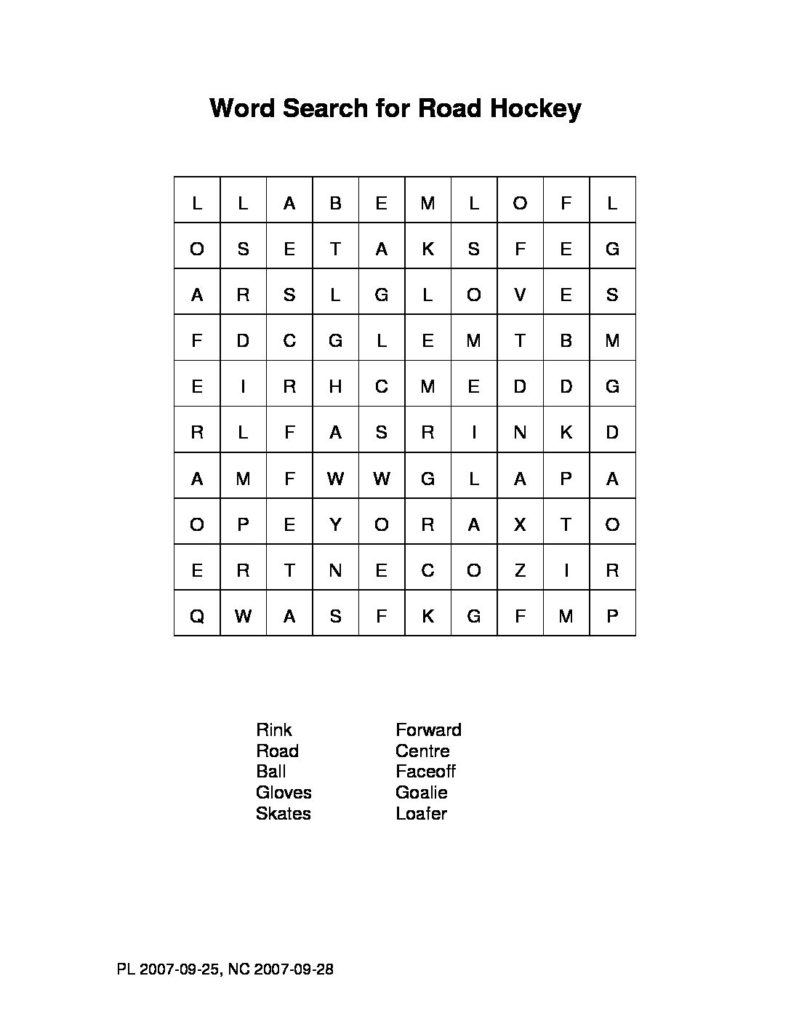 Word Search for Road Hockey
L L A B E M L O F L
O S E T A K S F E G
A R S L G L O V E S
F D C G L E M T B M
E I R H C M E D D G
R L F A S R I N K D
A M F W W G L A P A
O P E Y O R A X T O
E R T N E C O Z I R
Q W A S F K G F M P
Rink Forward
Road Centre
Ball Faceoff
Gloves Goalie
Skates Loafer
PL 2007-09-25, NC 2007-09-28